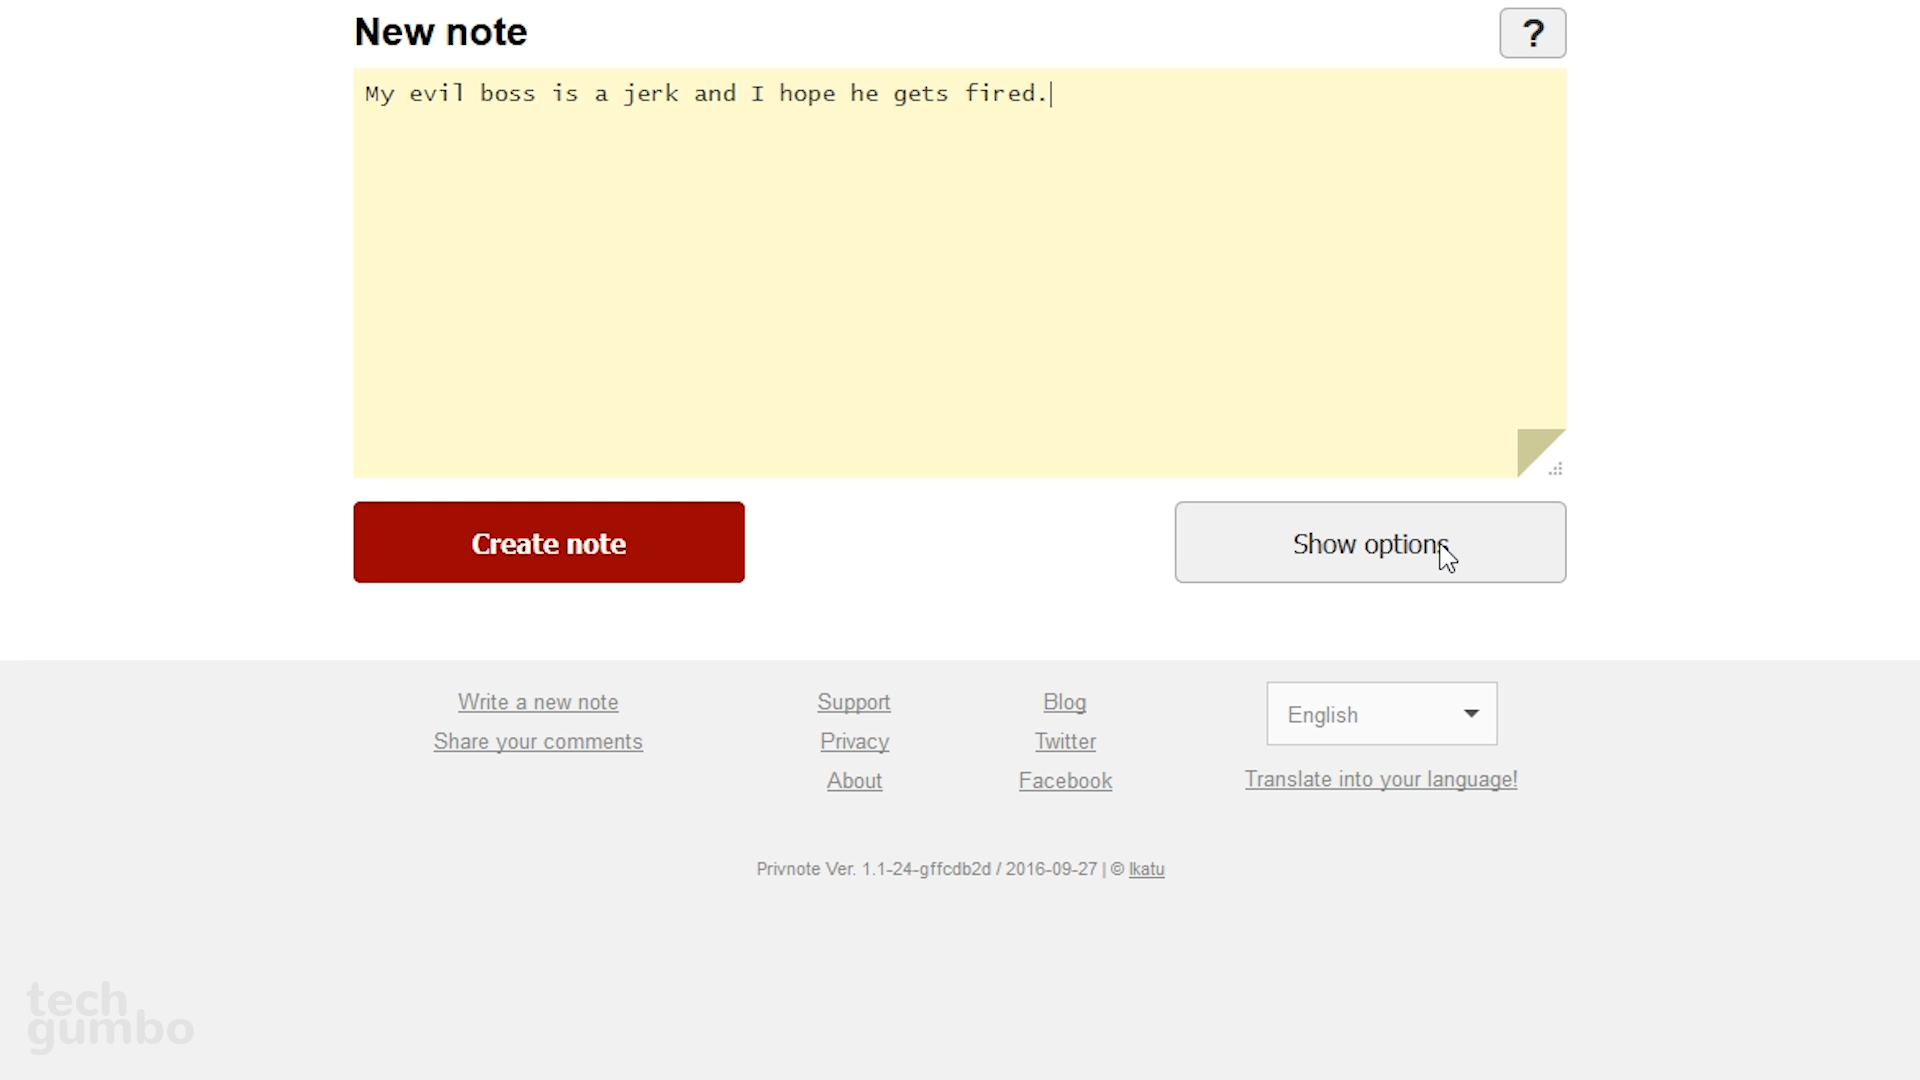 New note
?
My evil boss is a jerk and I hope he gets fired.
Create note
Show options
Write a new note
Support
Blog
English
Share your comments
Privacy
Twitter
About
Facebook
Translate into your language!
Privnote Ver. 1.1-24-gffcdb2d / 2016-09-27 | © Ikatu
tech
gumbo